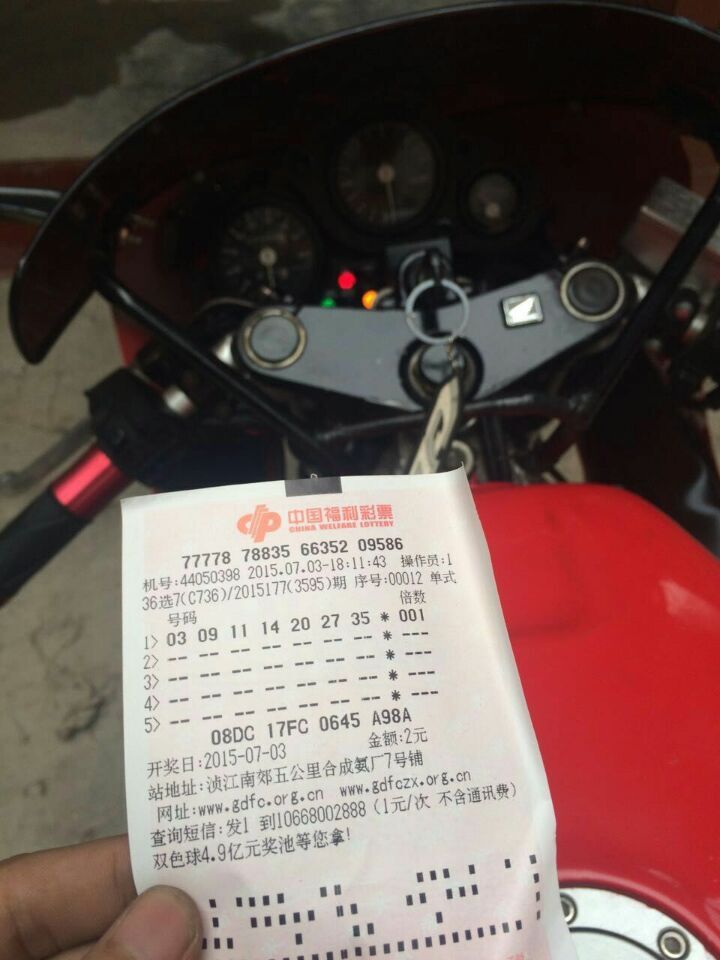 中国福利彩票
CHINA WELFARE LOTTERY
77778 78835 66352 09586
机号:44050398 2015.07.03-18:11:43 操作员:1
36选7(C736)/2015177(3595)期 序号:00012 单式
号码 倍数
1> 03 09 11 14 20 27 35 * 001
2> -- -- -- -- -- -- -- * ---
3> -- -- -- -- -- -- -- * ---
4> -- -- -- -- -- -- -- * ---
5> -- -- -- -- -- -- -- * ---
08DC 17FC 0645 A98A
开奖日:2015-07-03 金额:2元
站地址:浈江南郊五公里合成氨厂7号铺
网址:www.gdfc.org.cn www.gdfczx.org.cn
查询短信:发1 到10668002888(1元/次 不含通讯费)
双色球4.9亿元奖池等您拿!